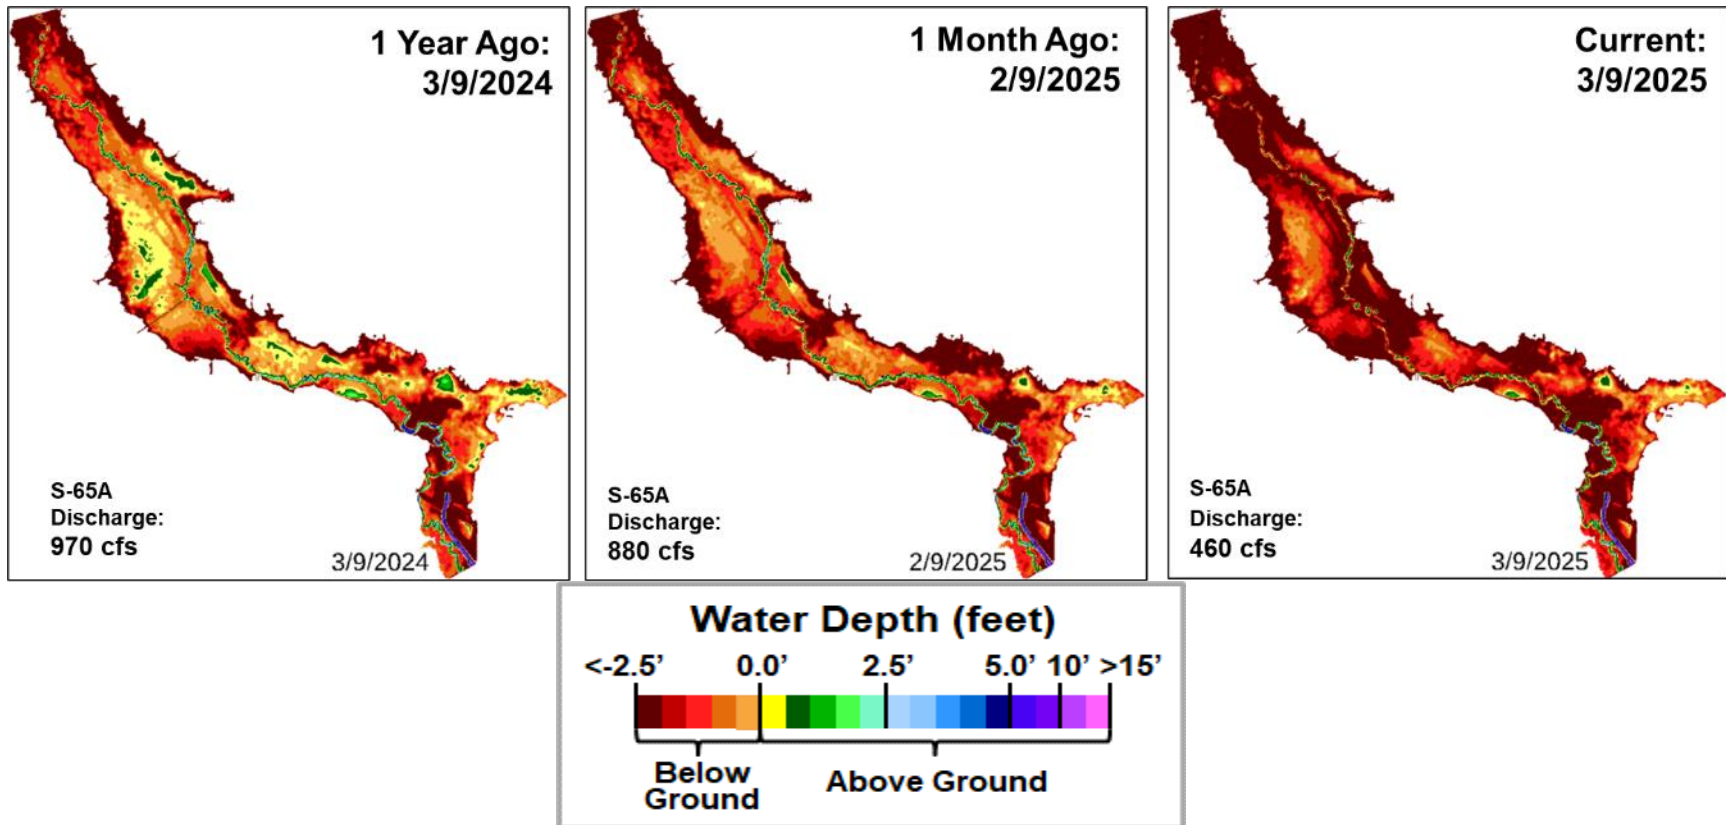 1 Year Ago:
3/9/2024
S-65A
Discharge:
970 cfs
3/9/2024
1 Month Ago:
2/9/2025
S-65A
Discharge:
880 cfs
2/9/2025
Current:
3/9/2025
S-65A
Discharge:
460 cfs
3/9/2025
Water Depth (feet)
<-2.5’ 0.0’ 2.5’ 5.0’ 10’ >15’
Below
Ground
Above Ground